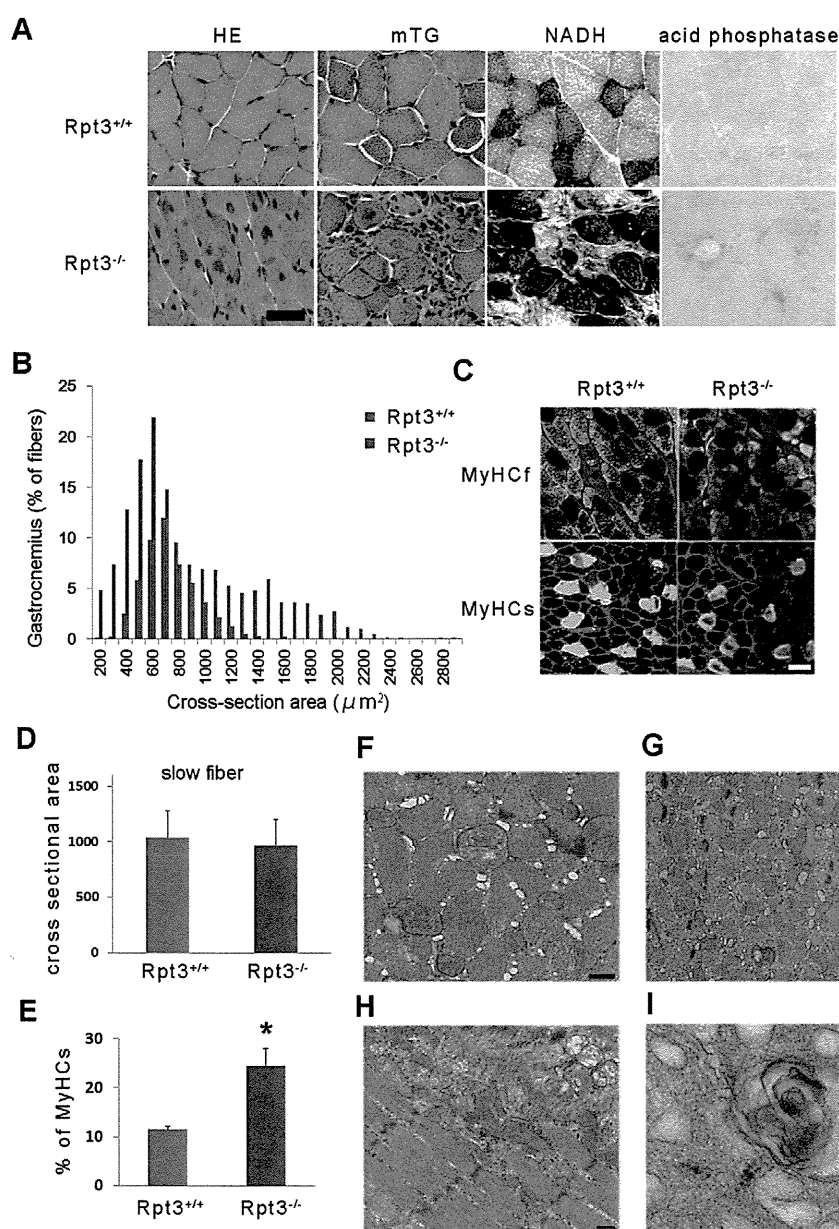 A
HE mTG NADH acid phosphatase
Rpt3+/+
Rpt3-/-
B
Gastrocnemius (% of fibers)
25
20
15
10
5
0
200 400 600 800 1000 1200 1400 1600 1800 2000 2200 2400 2600 2800
Cross-section area (μm²)
Rpt3+/+
Rpt3-/-
C
Rpt3+/+ Rpt3-/-
MyHCf
MyHCs
D
slow fiber
cross sectional area
1500
1000
500
0
Rpt3+/+ Rpt3-/-
E
% of MyHCs
30
20
10
0
*
Rpt3+/+ Rpt3-/-
F
G
H
I